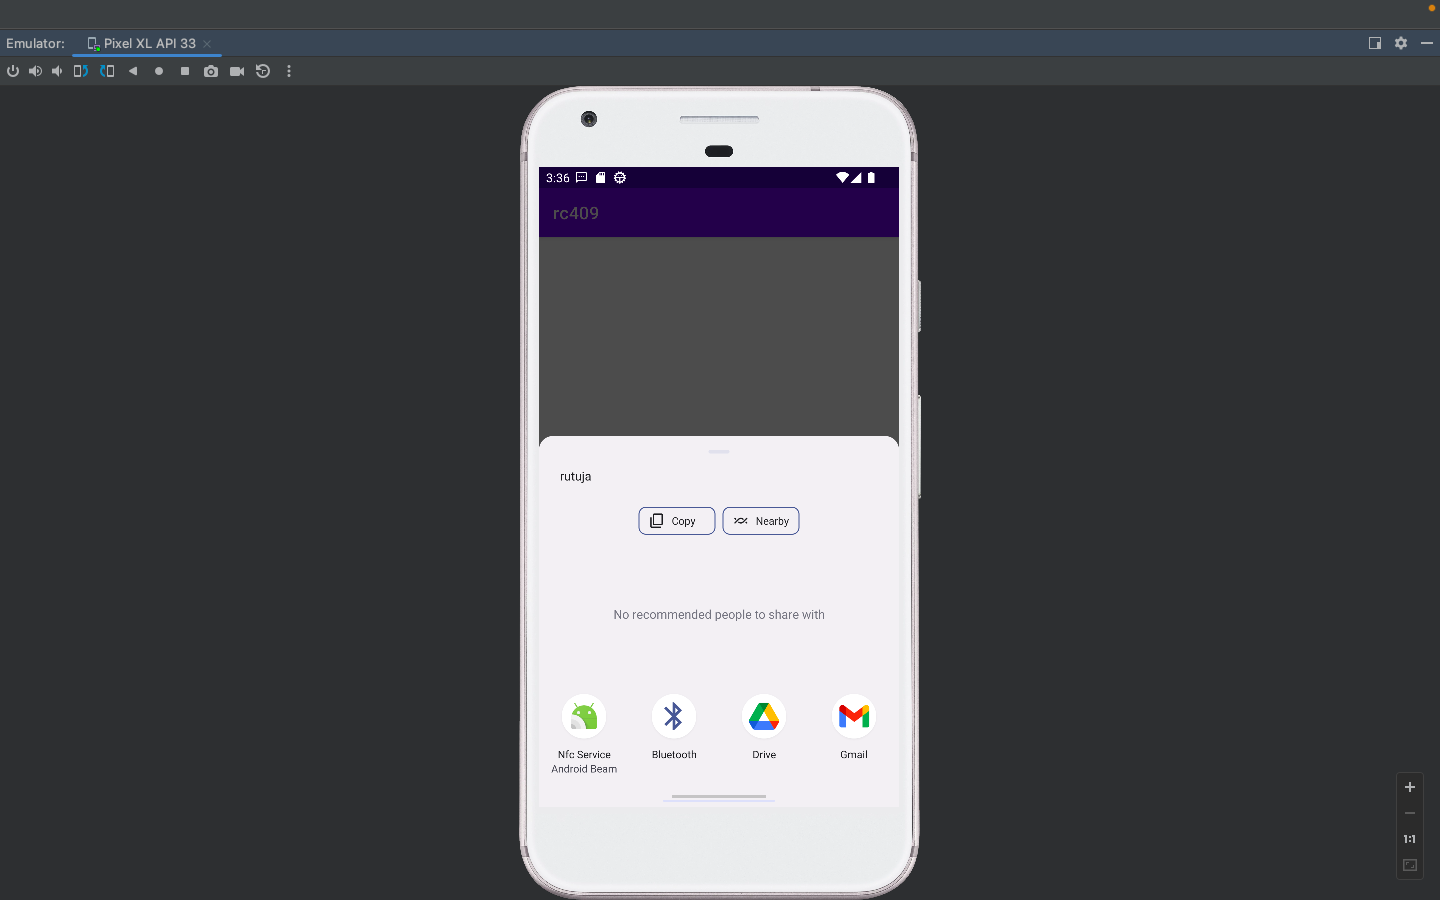 Emulator:
Pixel XL API 33
3:36
rc409
rutuja
Copy
Nearby
No recommended people to share with
Nfc Service
Android Beam
Bluetooth
Drive
Gmail
1:1